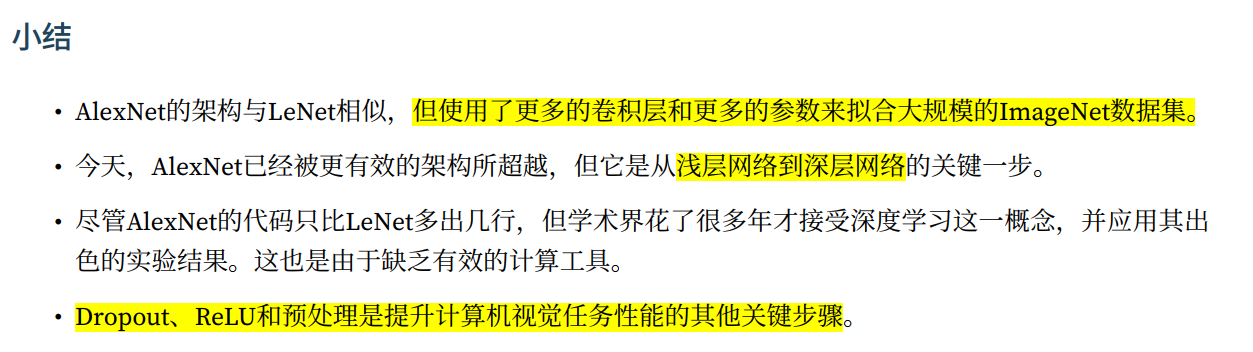 小结
• AlexNet的架构与LeNet相似，但使用了更多的卷积层和更多的参数来拟合大规模的ImageNet数据集。
• 今天，AlexNet已经被更有效的架构所超越，但它是从浅层网络到深层网络的关键一步。
• 尽管AlexNet的代码只比LeNet多出几行，但学术界花了很多年才接受深度学习这一概念，并应用其出
色的实验结果。这也是由于缺乏有效的计算工具。
• Dropout、ReLU和预处理是提升计算机视觉任务性能的其他关键步骤。